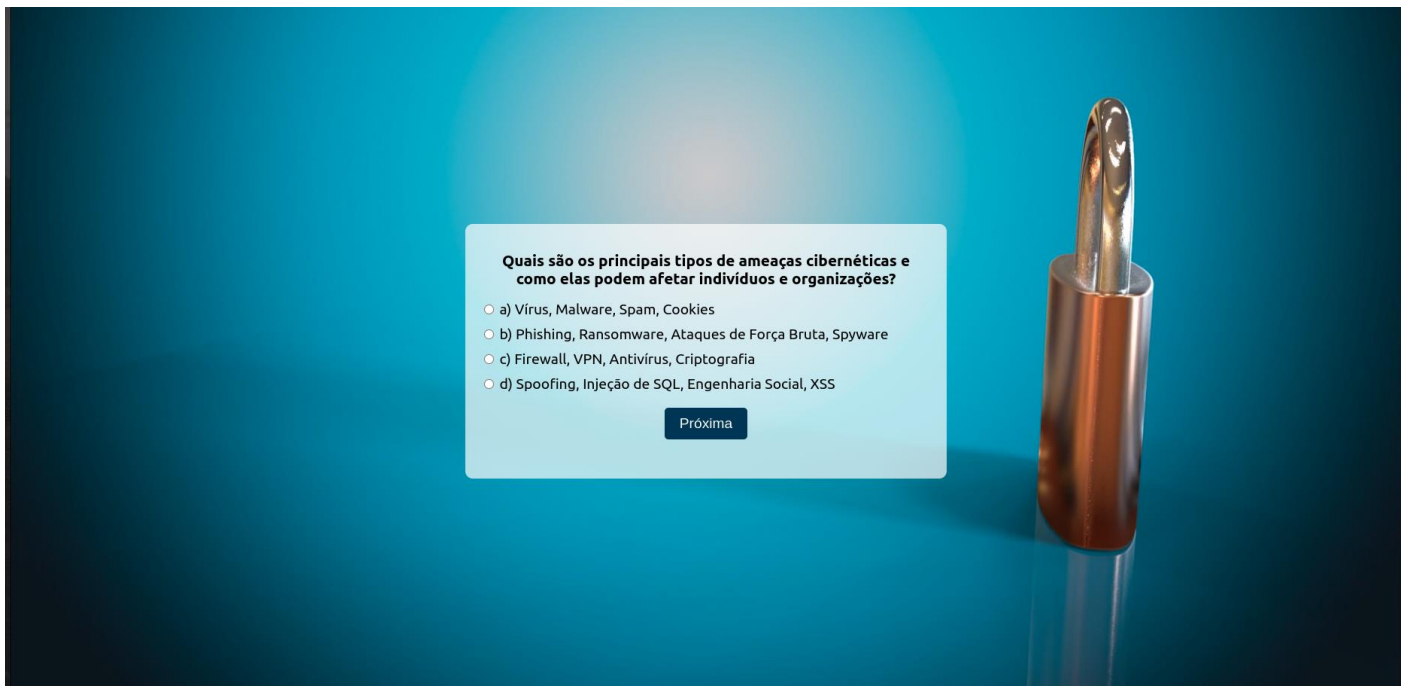 Quais são os principais tipos de ameaças cibernéticas e
como elas podem afetar indivíduos e organizações?
a) Vírus, Malware, Spam, Cookies
b) Phishing, Ransomware, Ataques de Força Bruta, Spyware
c) Firewall, VPN, Antivírus, Criptografia
d) Spoofing, Injeção de SQL, Engenharia Social, XSS
Próxima